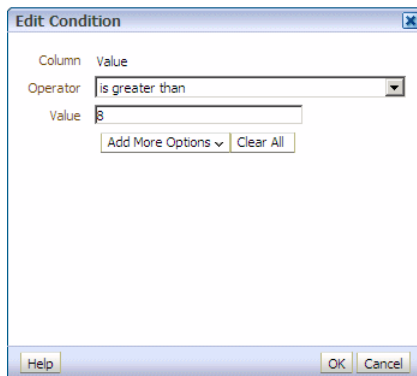 Edit Condition
Column Value
Operator is greater than
Value 8
Add More Options Clear All
Help OK Cancel